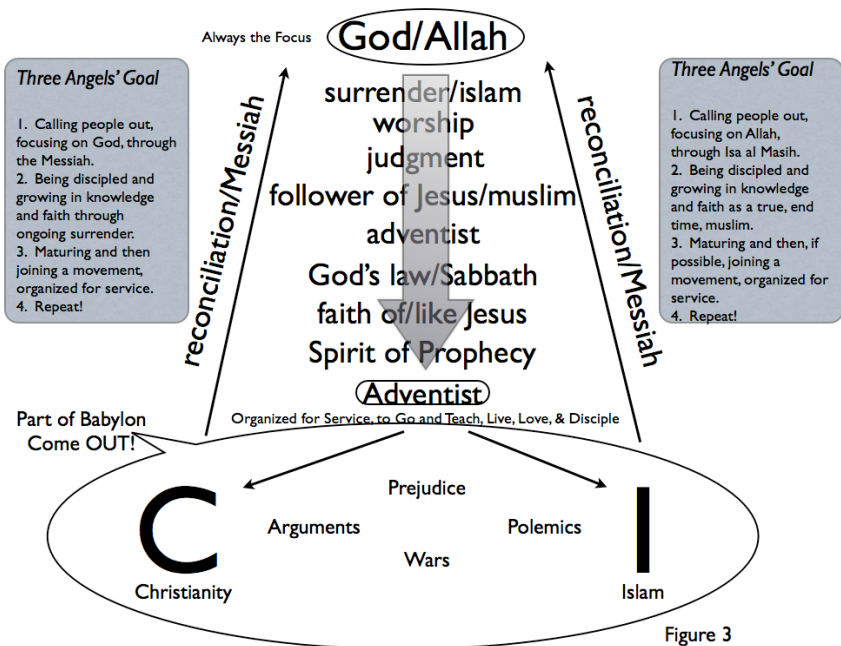 Always the Focus
God/Allah
Three Angels' Goal
1. Calling people out,
focusing on God, through
the Messiah.
2. Being discipled and
growing in knowledge
and faith through
ongoing surrender.
3. Maturing and then
joining a movement,
organized for service.
4. Repeat!
reconciliation/Messiah
surrender/islam
worship
judgment
follower of Jesus/muslim
adventist
God's law/Sabbath
faith of/like Jesus
Spirit of Prophecy
Adventist
Organized for Service, to Go and Teach, Live, Love, & Disciple
reconciliation/Messiah
Three Angels' Goal
1. Calling people out,
focusing on Allah,
through Isa al Masih.
2. Being discipled and
growing in knowledge
and faith as a true, end
time, muslim.
3. Maturing and then, if
possible, joining a
movement, organized for
service.
4. Repeat!
Part of Babylon
Come OUT!
C
Christianity
Prejudice
Arguments
Polemics
Wars
I
Islam
Figure 3